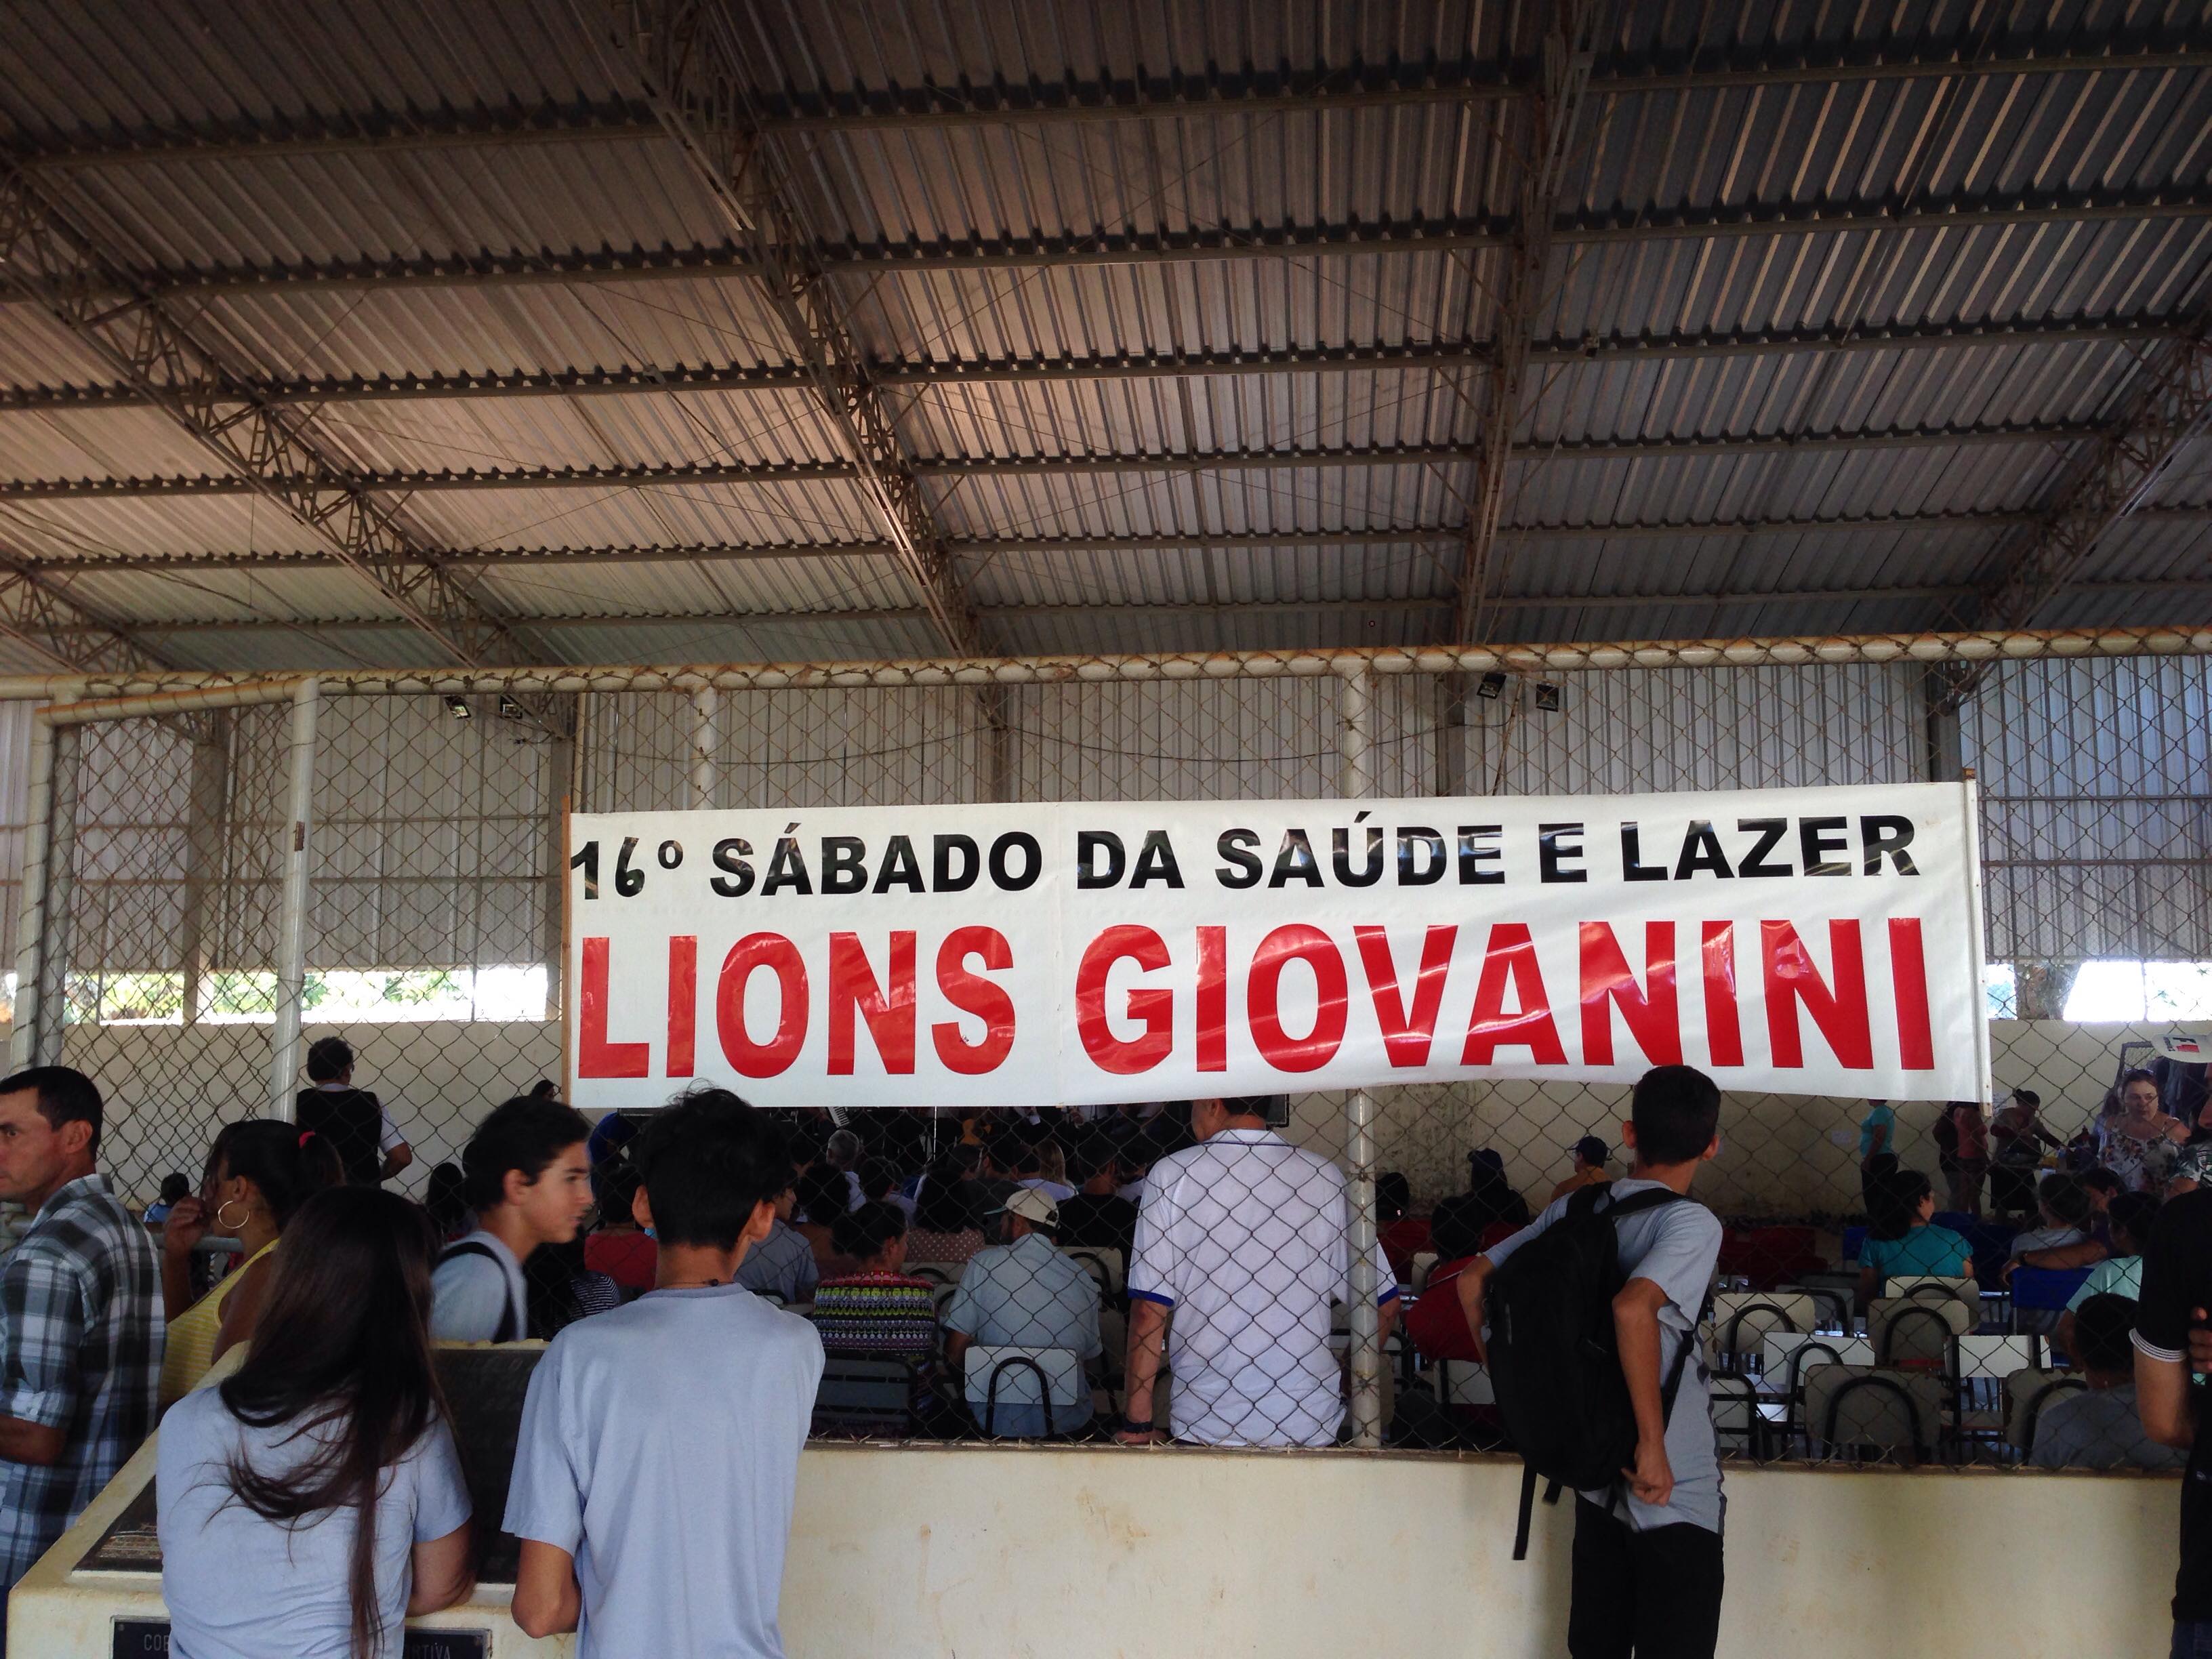 16º SÁBADO DA SAÚDE E LAZER
LIONS GIOVANINI